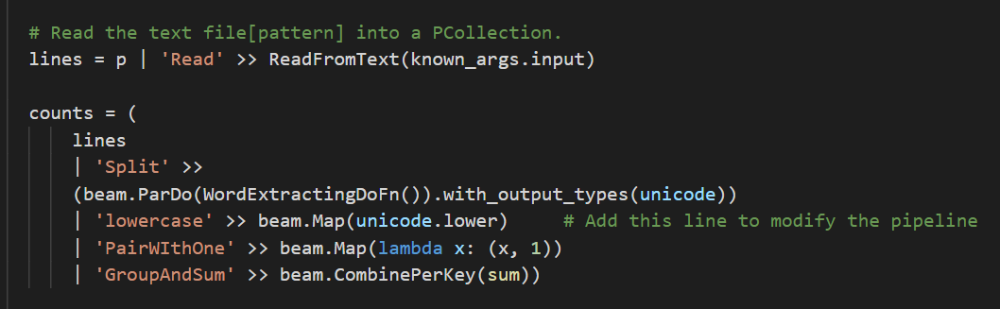 # Read the text file[pattern] into a PCollection.
lines = p | 'Read' >> ReadFromText(known_args.input)
counts = (
lines
| 'Split' >>
(beam.ParDo(WordExtractingDoFn()).with_output_types(unicode))
| 'lowercase' >> beam.Map(unicode.lower) # Add this line to modify the pipeline
| 'PairWIthOne' >> beam.Map(lambda x: (x, 1))
| 'GroupAndSum' >> beam.CombinePerKey(sum))